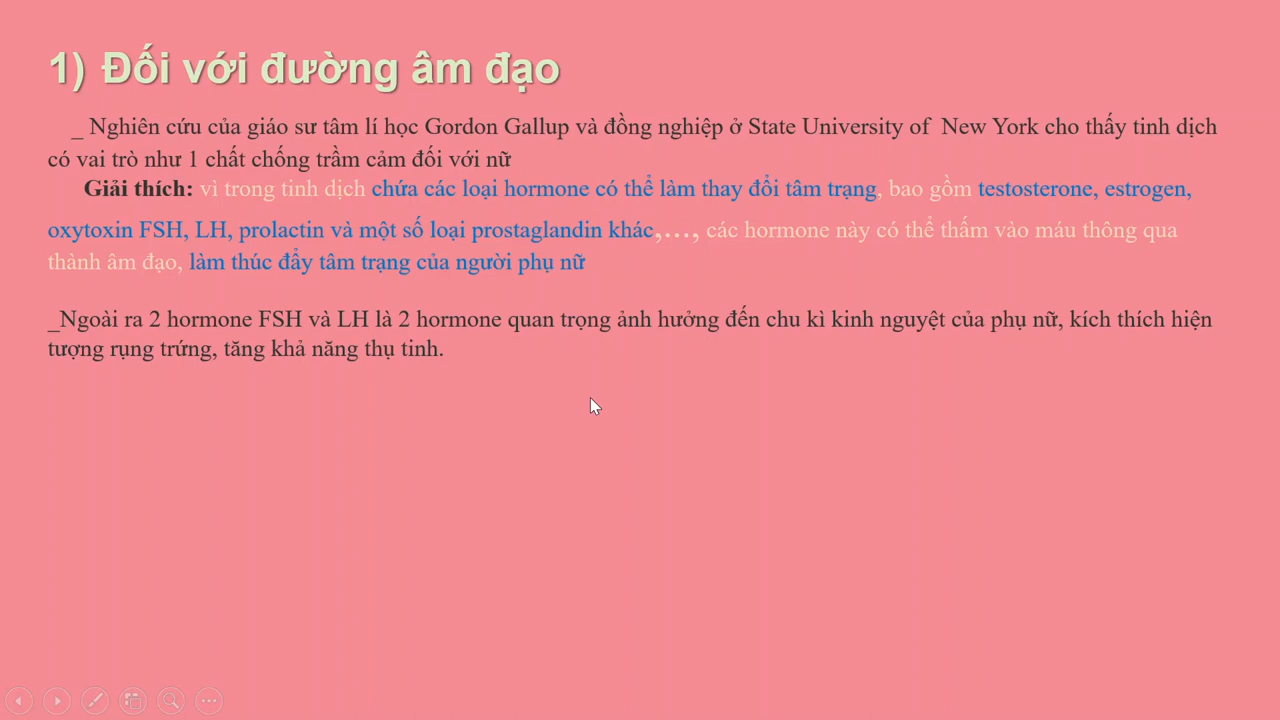 1) Đối với đường âm đạo
_ Nghiên cứu của giáo sư tâm lí học Gordon Gallup và đồng nghiệp ở State University of New York cho thấy tinh dịch
có vai trò như 1 chất chống trầm cảm đối với nữ
Giải thích: vì trong tinh dịch chứa các loại hormone có thể làm thay đổi tâm trạng, bao gồm testosterone, estrogen,
oxytoxin FSH, LH, prolactin và một số loại prostaglandin khác,..., các hormone này có thể thấm vào máu thông qua
thành âm đạo, làm thúc đẩy tâm trạng của người phụ nữ
_Ngoài ra 2 hormone FSH và LH là 2 hormone quan trọng ảnh hưởng đến chu kì kinh nguyệt của phụ nữ, kích thích hiện
tượng rụng trứng, tăng khả năng thụ tinh.